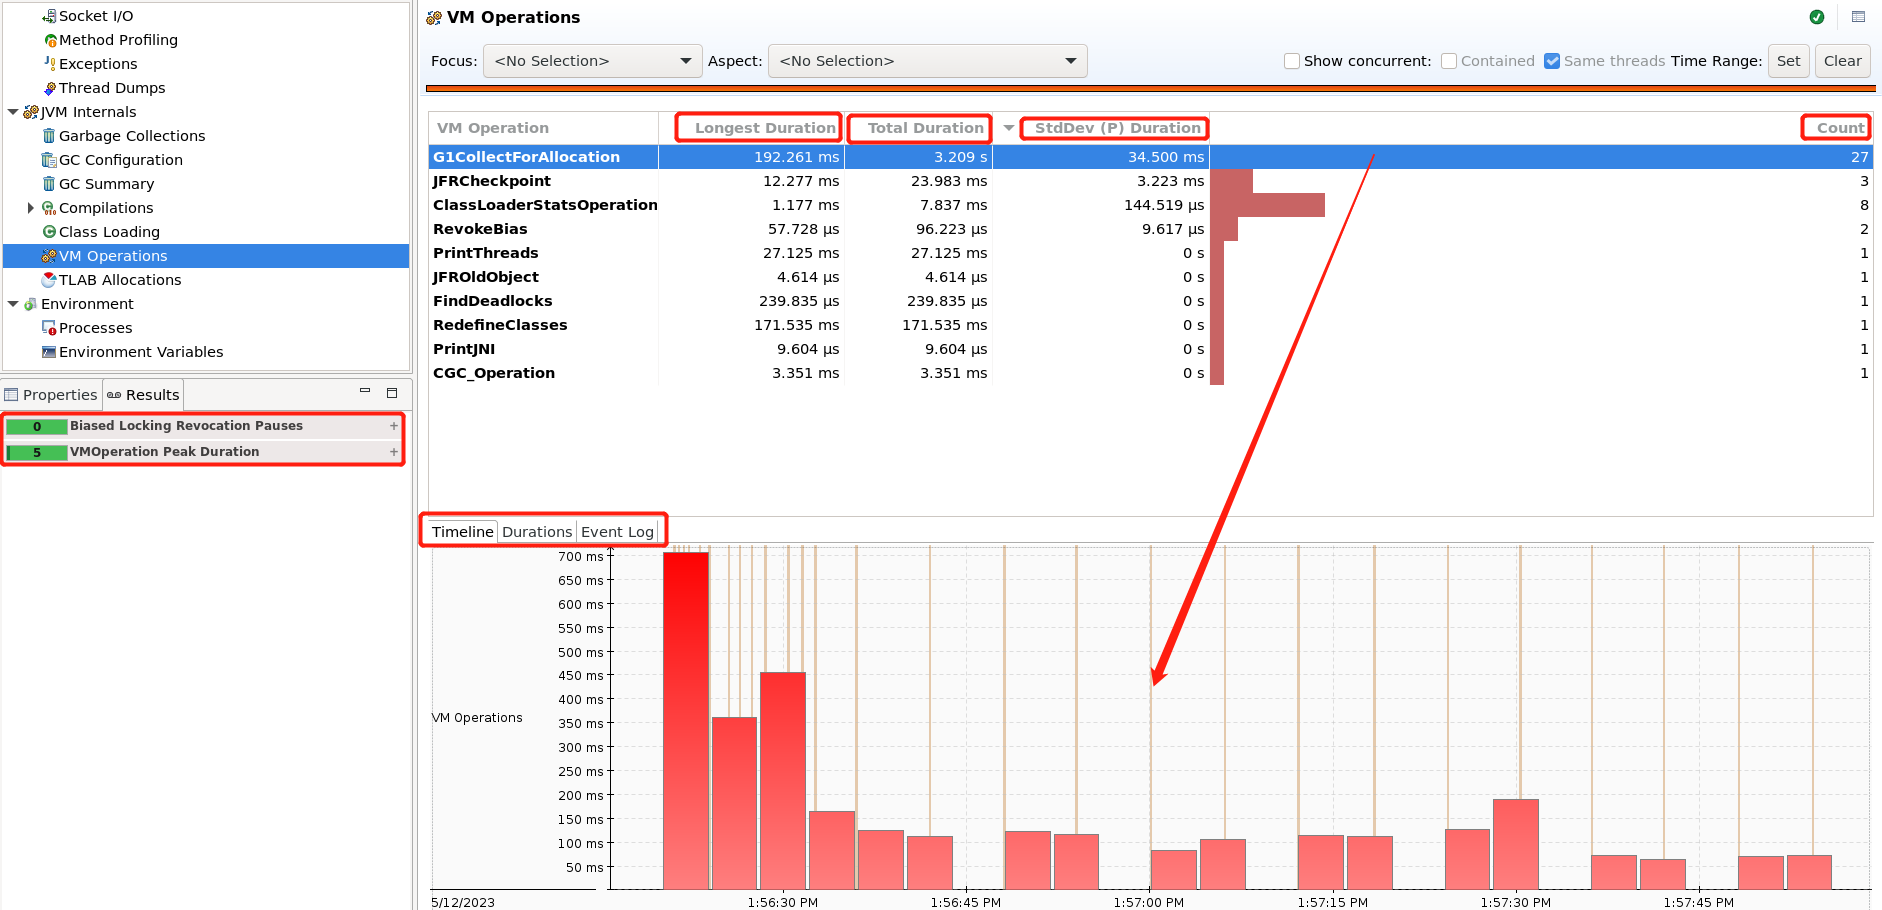 Socket I/O
Method Profiling
Exceptions
Thread Dumps
JVM Internals
Garbage Collections
GC Configuration
GC Summary
Compilations
Class Loading
VM Operations
TLAB Allocations
Environment
Processes
Environment Variables
Properties Results
0 Biased Locking Revocation Pauses +
5 VMOperation Peak Duration +
VM Operations
Focus: <No Selection> Aspect: <No Selection> Show concurrent: Contained Same threads Time Range: Set Clear
VM Operation Longest Duration Total Duration StdDev (P) Duration Count
G1CollectForAllocation 192.261 ms 3.209 s 34.500 ms 27
JFRCheckpoint 12.277 ms 23.983 ms 3.223 ms 3
ClassLoaderStatsOperation 1.177 ms 7.837 ms 144.519 µs 8
RevokeBias 57.728 µs 96.223 µs 9.617 µs 2
PrintThreads 27.125 ms 27.125 ms 0 s 1
JFROldObject 4.614 µs 4.614 µs 0 s 1
FindDeadlocks 239.835 µs 239.835 µs 0 s 1
RedefineClasses 171.535 ms 171.535 ms 0 s 1
PrintJNI 9.604 µs 9.604 µs 0 s 1
CGC_Operation 3.351 ms 3.351 ms 0 s 1
Timeline Durations Event Log
700 ms
650 ms
600 ms
550 ms
500 ms
450 ms
400 ms
350 ms
300 ms
250 ms
200 ms
150 ms
100 ms
50 ms
VM Operations
5/12/2023 1:56:30 PM 1:56:45 PM 1:57:00 PM 1:57:15 PM 1:57:30 PM 1:57:45 PM